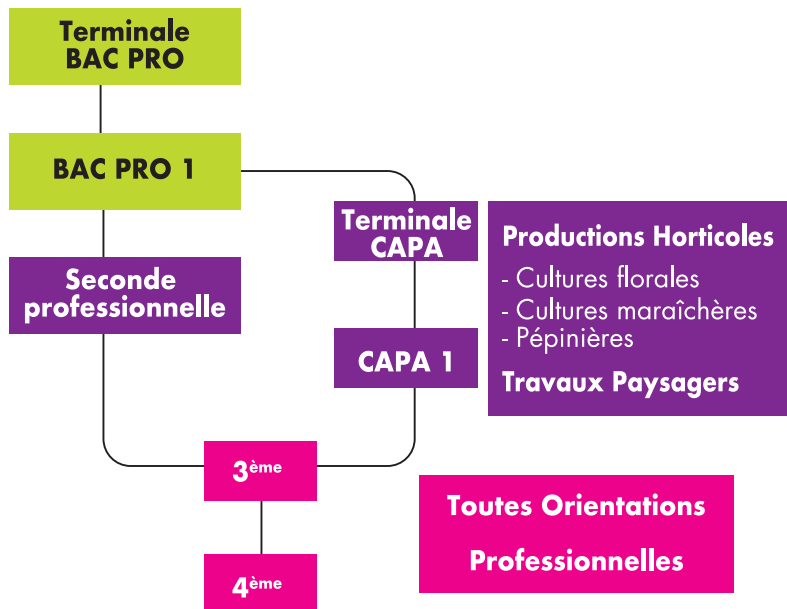 Terminale
BAC PRO
BAC PRO 1
Terminale
CAPA
Productions Horticoles
- Cultures florales
- Cultures maraîchères
- Pépinières
Travaux Paysagers
Seconde
professionnelle
CAPA 1
3ème
Toutes Orientations
Professionnelles
4ème